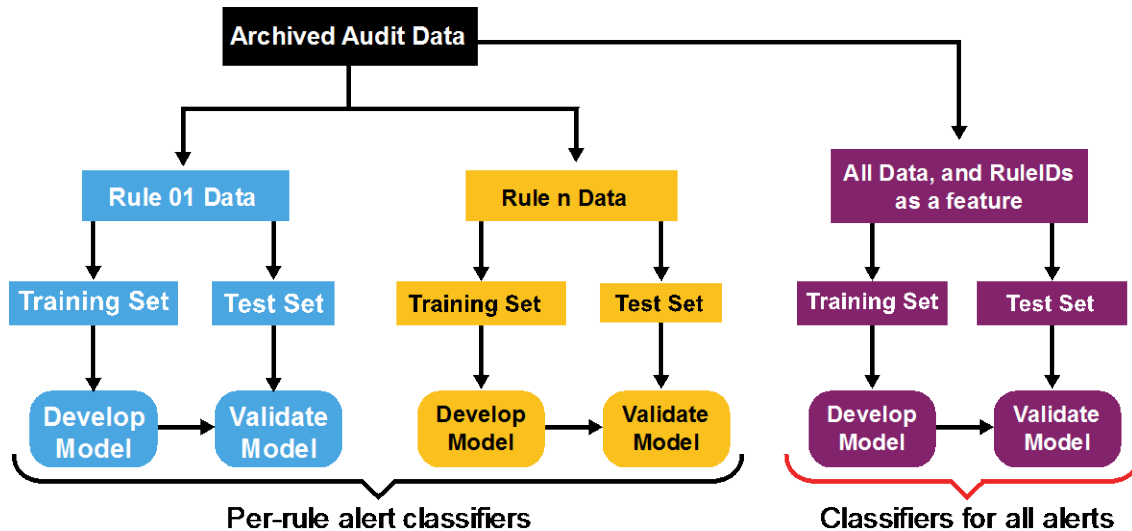 Archived Audit Data
Rule 01 Data
Rule n Data
All Data, and RuleIDs
as a feature
Training Set
Test Set
Training Set
Test Set
Training Set
Test Set
Develop
Model
Validate
Model
Develop
Model
Validate
Model
Develop
Model
Validate
Model
Per-rule alert classifiers
Classifiers for all alerts